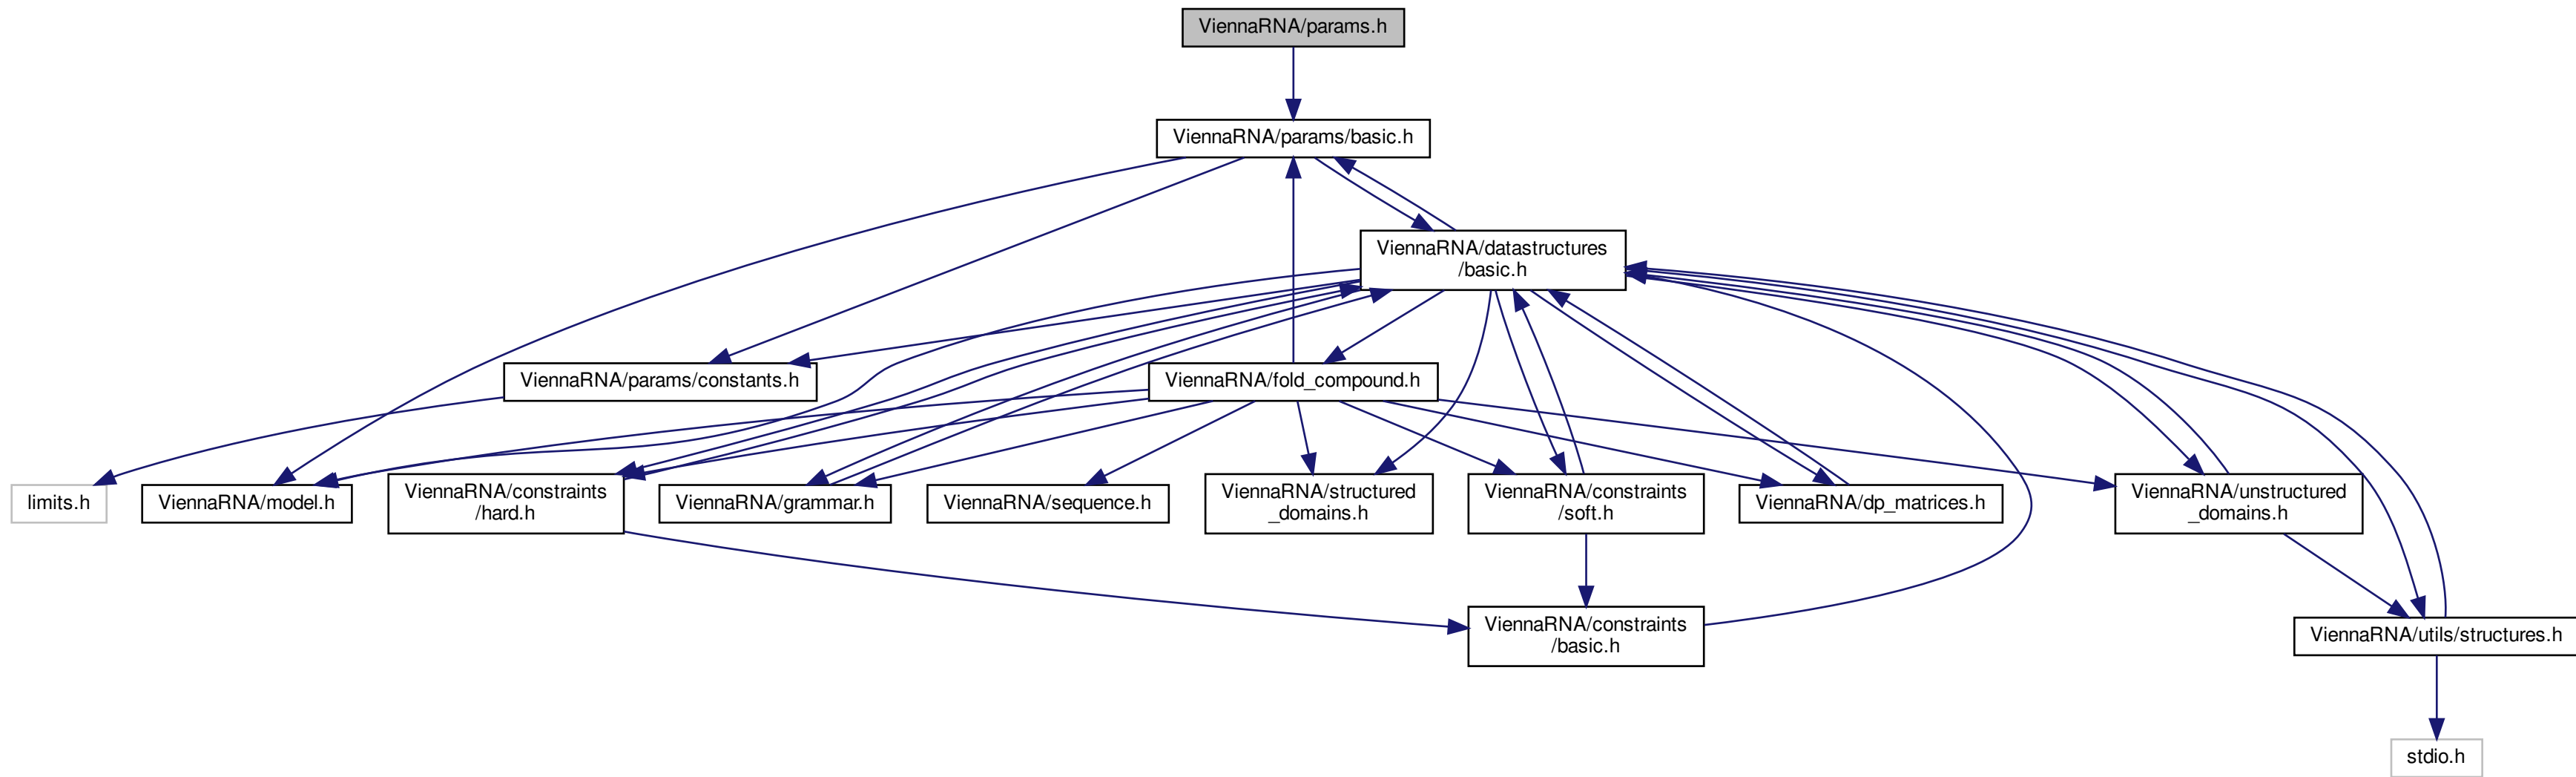 ViennaRNA/params.h
ViennaRNA/params/basic.h
ViennaRNA/datastructures
/basic.h
ViennaRNA/params/constants.h
ViennaRNA/fold_compound.h
limits.h
ViennaRNA/model.h
ViennaRNA/constraints
/hard.h
ViennaRNA/grammar.h
ViennaRNA/sequence.h
ViennaRNA/structured
_domains.h
ViennaRNA/constraints
/soft.h
ViennaRNA/dp_matrices.h
ViennaRNA/unstructured
_domains.h
ViennaRNA/constraints
/basic.h
ViennaRNA/utils/structures.h
stdio.h